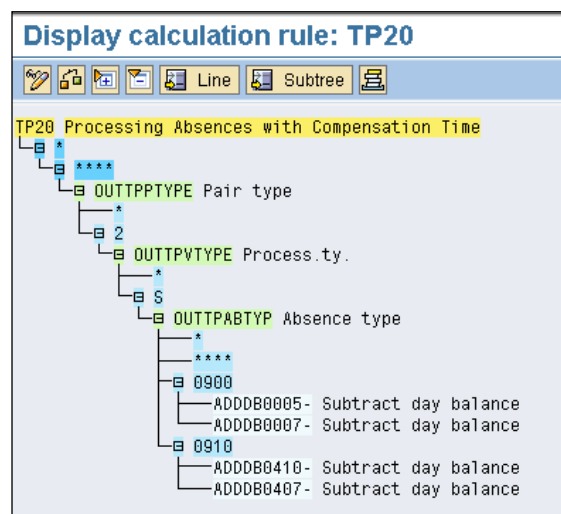 Display calculation rule: TP20
Line Subtree
TP20 Processing Absences with Compensation Time
*
****
OUTTPPTYPE Pair type
*
2
OUTTPVTYPE Process.ty.
*
S
OUTTPABTYP Absence type
*
****
0900
ADDDB0005- Subtract day balance
ADDDB0007- Subtract day balance
0910
ADDDB0410- Subtract day balance
ADDDB0407- Subtract day balance